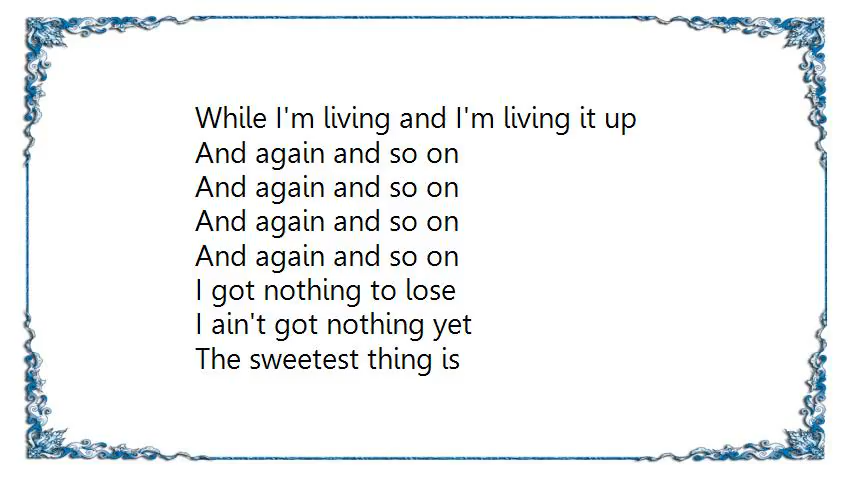 While I'm living and I'm living it up
And again and so on
And again and so on
And again and so on
And again and so on
I got nothing to lose
I ain't got nothing yet
The sweetest thing is